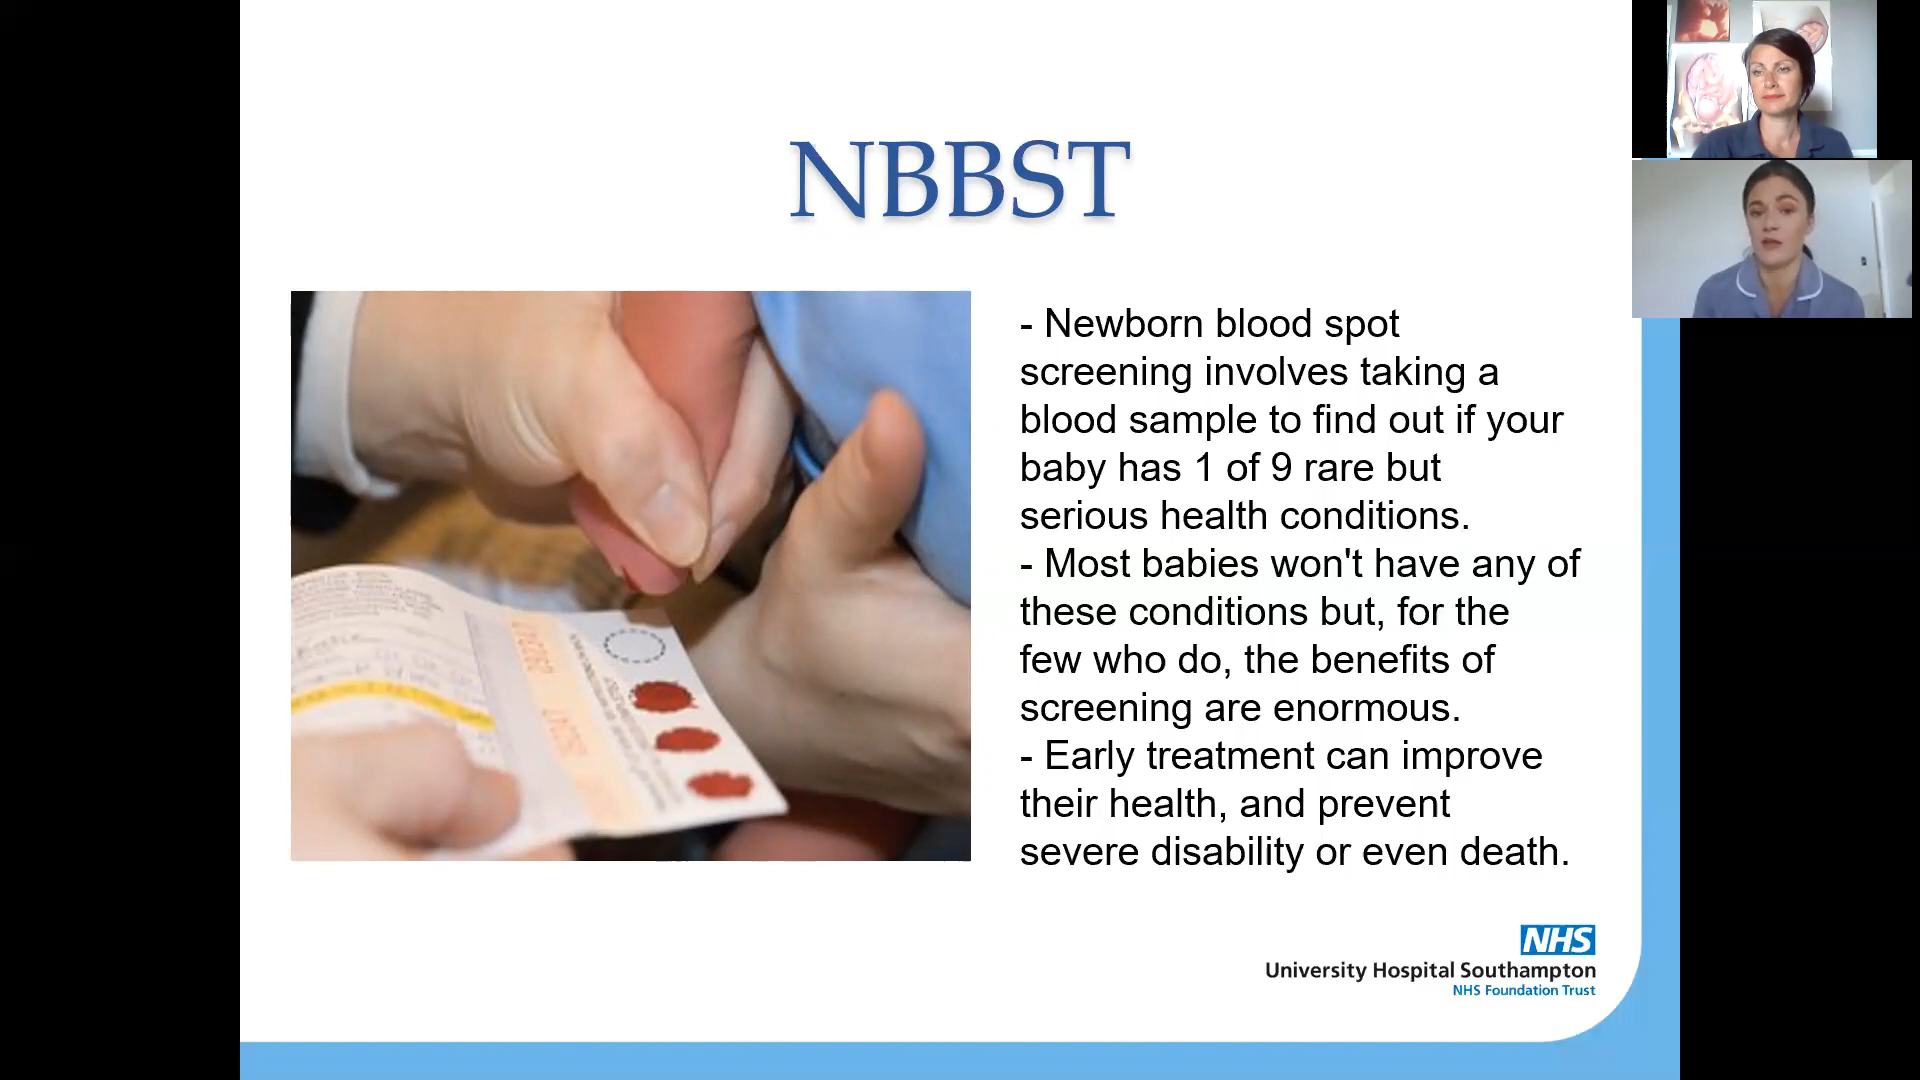 NBBST
- Newborn blood spot
screening involves taking a
blood sample to find out if your
baby has 1 of 9 rare but
serious health conditions.
- Most babies won't have any of
these conditions but, for the
few who do, the benefits of
screening are enormous.
- Early treatment can improve
their health, and prevent
severe disability or even death.
NHS
University Hospital Southampton
NHS Foundation Trust